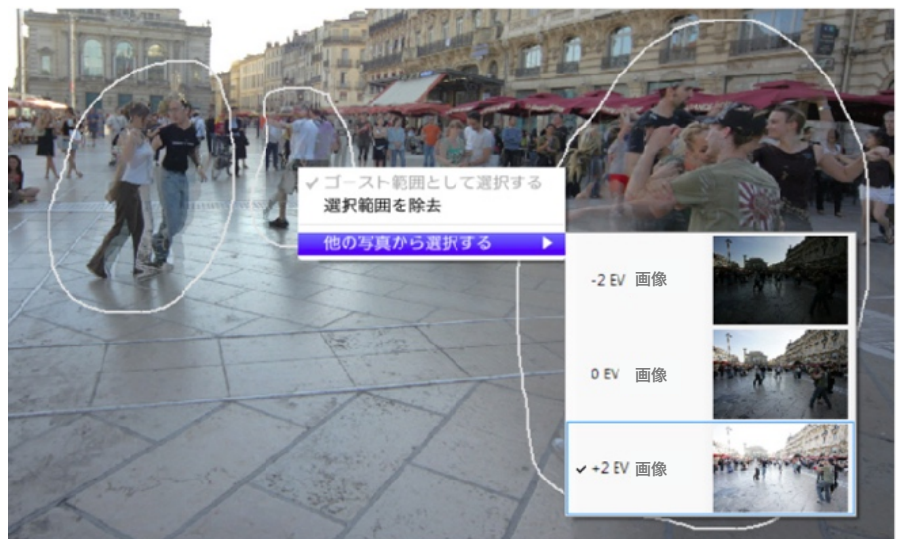 ゴースト範囲として選択する
選択範囲を除去
他の写真から選択する
-2 EV 画像
0 EV 画像
+2 EV 画像